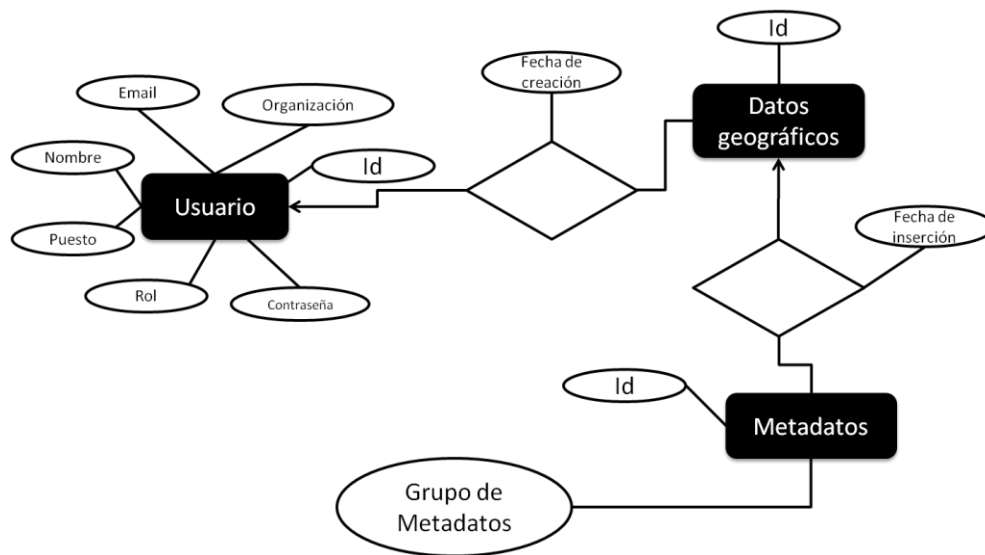 Id
Fecha de
creación
Datos
geográficos
Email
Organización
Nombre
Id
Usuario
Puesto
Rol
Contraseña
Fecha de
inserción
Id
Metadatos
Grupo de
Metadatos